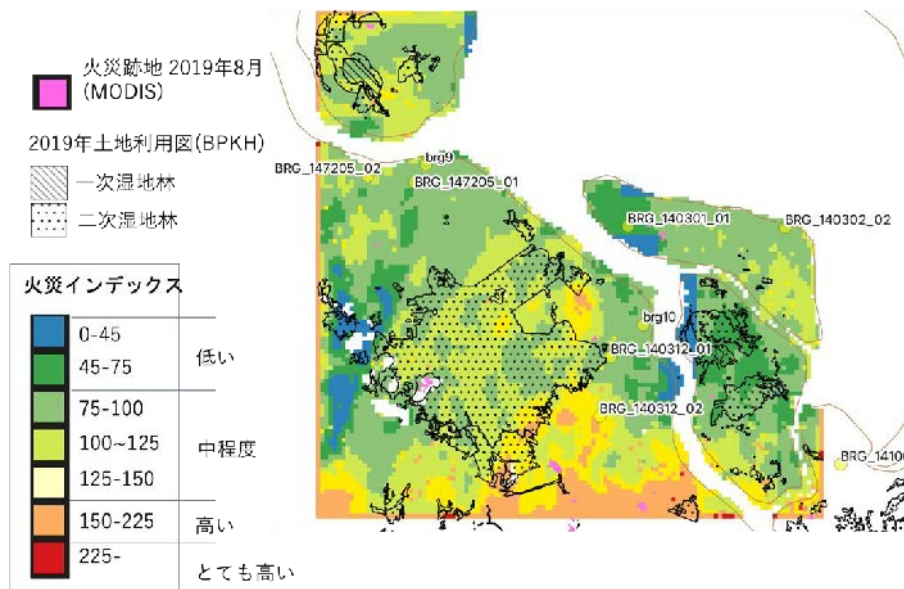 火災跡地 2019年8月
(MODIS)
2019年土地利用図(BPKH)
一次湿地林
二次湿地林
火災インデックス
0-45
45-75
低い
75-100
100~125
125-150
中程度
150-225
高い
225-
とても高い
brg9
BRG_147205_02
BRG_147205_01
BRG_140301_01
BRG_140302_02
brg10
BRG_140312_01
BRG_140312_02
BRG_14106